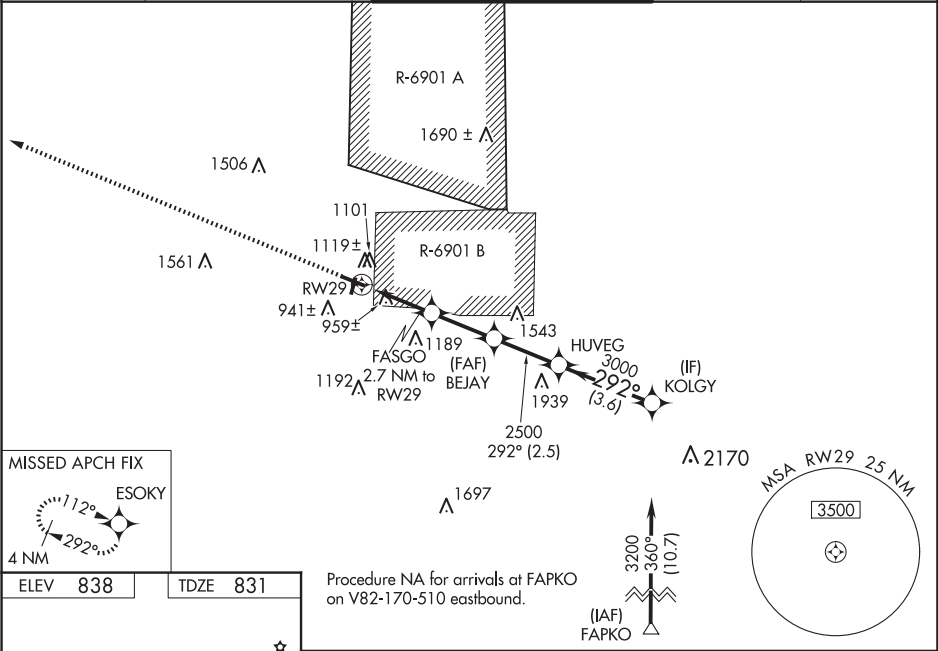 R-6901 A
1690 ±
1506
1101
1119±
R-6901 B
1561
RW29
941±
959±
1543
1189
FASGO
2.7 NM to
RW29
(FAF)
BEJAY
HUVEG
3000
292°
(3.6)
(IF)
KOLGY
1192
1939
2500
292° (2.5)
2170
MISSED APCH FIX
ESOKY
112°
292°
4 NM
1697
MSA RW29 25 NM
3500
3200
360°
(10.7)
(IAF)
FAPKO
ELEV 838
TDZE 831
Procedure NA for arrivals at FAPKO
on V82-170-510 eastbound.